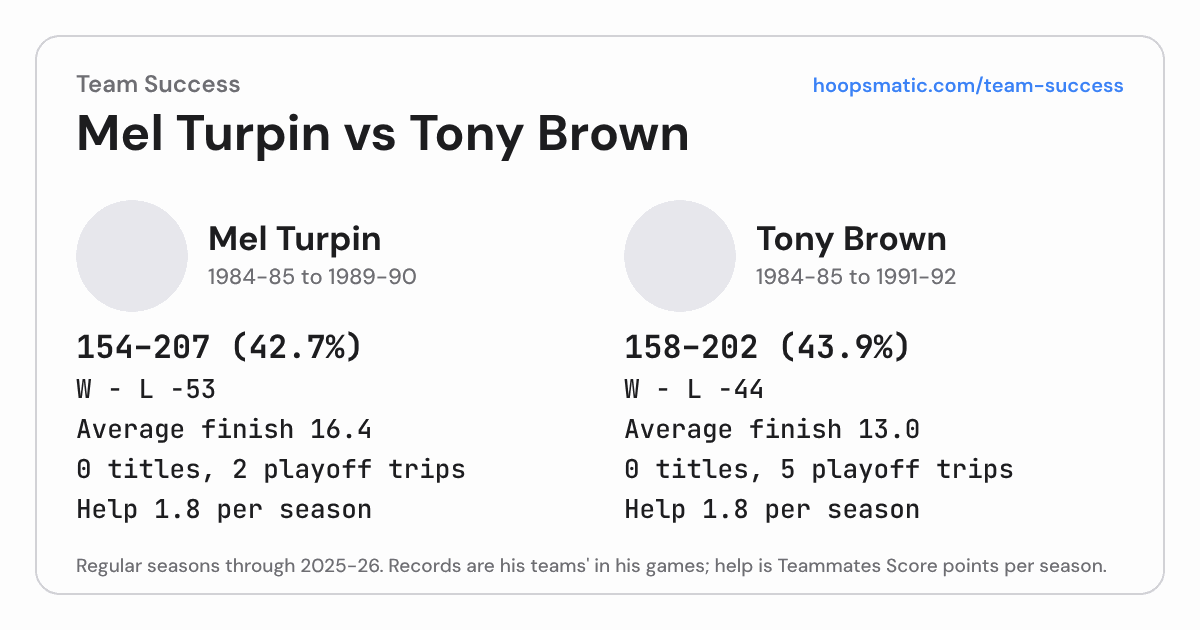 Team Success
hoopsmatic.com/team-success
Mel Turpin vs Tony Brown
Mel Turpin
1984-85 to 1989-90
154-207 (42.7%)
W - L -53
Average finish 16.4
0 titles, 2 playoff trips
Help 1.8 per season
Tony Brown
1984-85 to 1991-92
158-202 (43.9%)
W - L -44
Average finish 13.0
0 titles, 5 playoff trips
Help 1.8 per season
Regular seasons through 2025-26. Records are his teams' in his games; help is Teammates Score points per season.